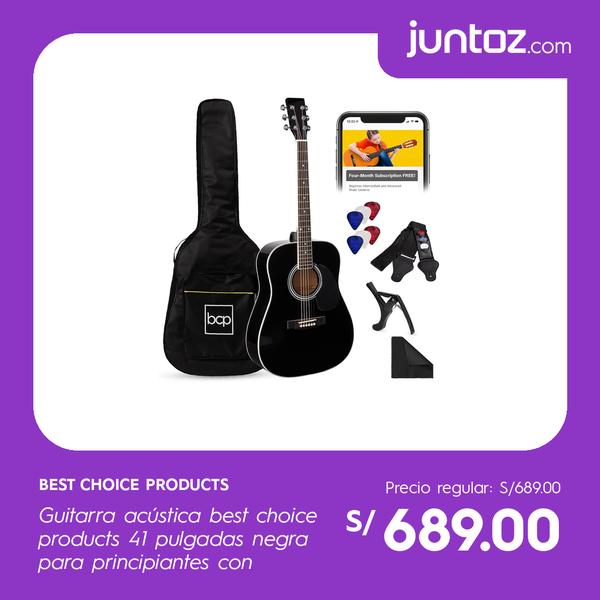 juntoz.com
Four-Month Subscription FREE!
bcp
BEST CHOICE PRODUCTS
Guitarra acústica best choice
products 41 pulgadas negra
para principiantes con
Precio regular: S/689.00
S/ 689.00